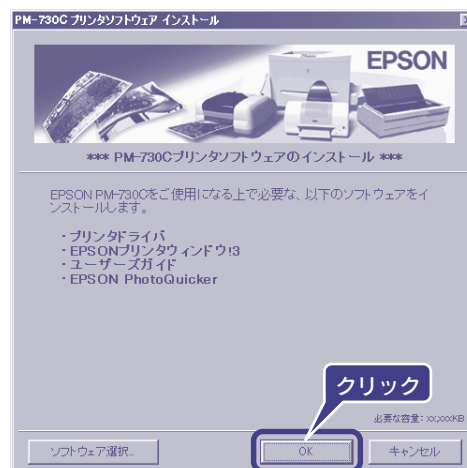 PM-730C プリンタソフトウェア インストール
EPSON
*** PM-730Cプリンタソフトウェアのインストール ***
EPSON PM-730Cをご使用になる上で必要な、以下のソフトウェアをイ
ンストールします。
・プリンタドライバ
・EPSONプリンタウィンドウ!3
・ユーザーズガイド
・EPSON PhotoQuicker
クリック
必要な容量:xx,xxxKB
ソフトウェア選択...
OK
キャンセル